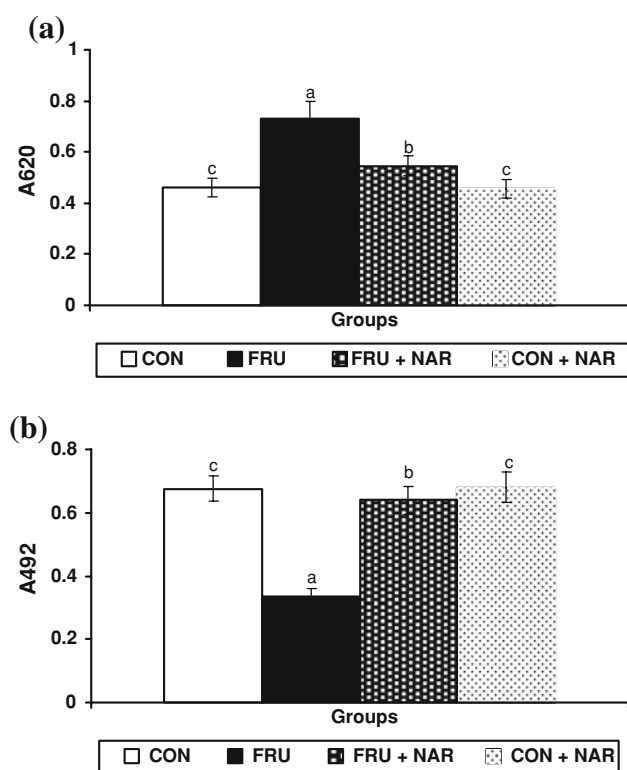 (a)
1
0.8
0.6
0.4
0.2
0
A620
c
a
b
c
Groups
CON FRU FRU + NAR CON + NAR
(b)
0.8
0.6
0.4
0.2
0
A492
c
a
b
c
Groups
CON FRU FRU + NAR CON + NAR